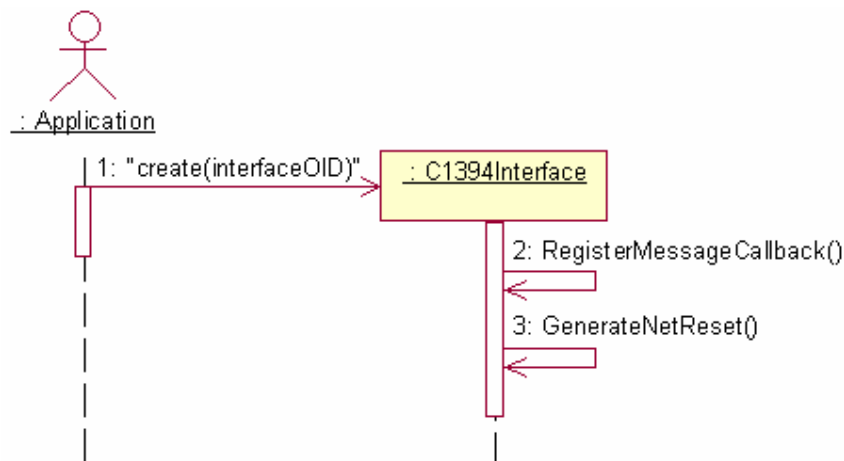 : Application
1: "create(interfaceOID)"
: C1394Interface
2: RegisterMessageCallback()
3: GenerateNetReset()